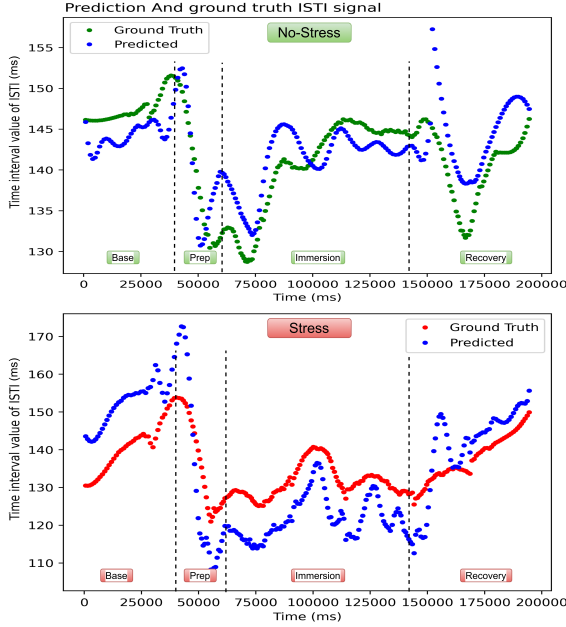 Prediction And ground truth ISTI signal
Ground Truth
Predicted
No-Stress
155
150
145
140
135
130
Time interval value of ISTI (ms)
Base
Prep
Immersion
Recovery
0 25000 50000 75000 100000 125000 150000 175000 200000
Time (ms)
Stress
Ground Truth
Predicted
170
160
150
140
130
120
110
Time interval value of ISTI (ms)
Base
Prep
Immersion
Recovery
0 25000 50000 75000 100000 125000 150000 175000 200000
Time (ms)